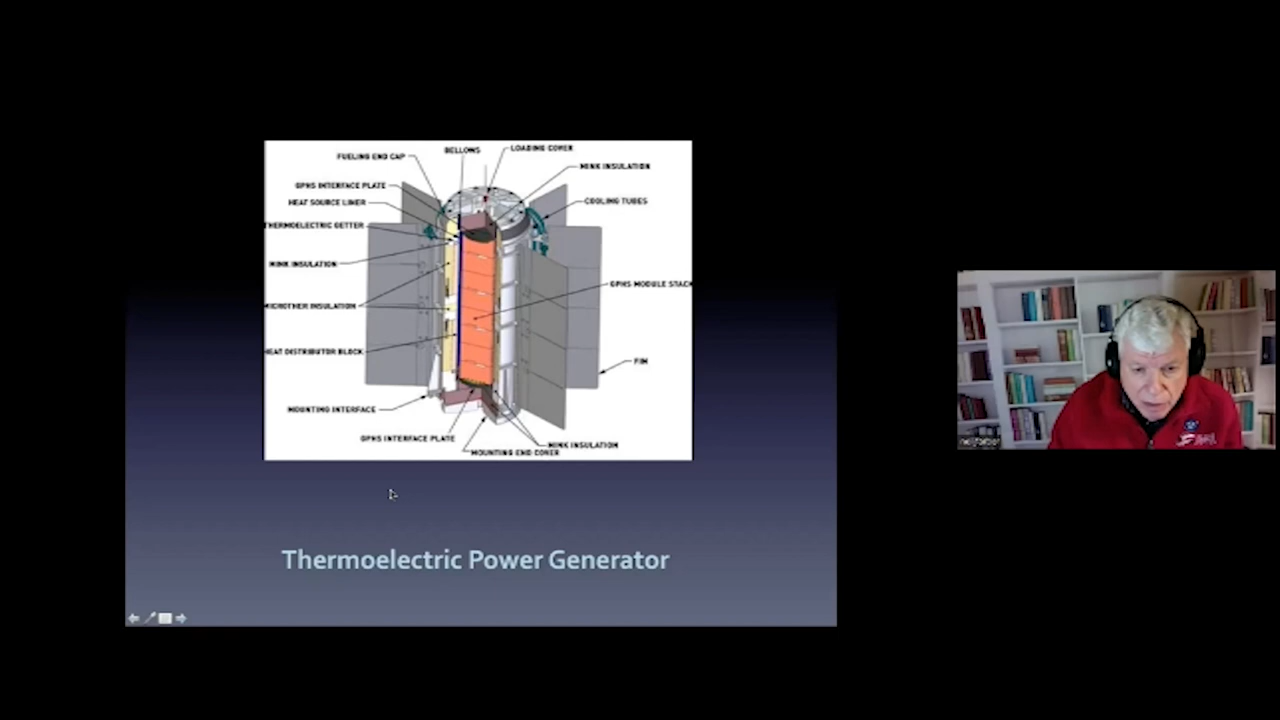 BELLOWS
LOADING COVER
FUELING END CAP
MINK INSULATION
GPHS INTERFACE PLATE
HEAT SOURCE LINER
COOLING TUBES
THERMOELECTRIC GETTER
MINK INSULATION
GPHS MODULE STACK
MICROTHER INSULATION
HEAT DISTRIBUTOR BLOCK
FIN
MOUNTING INTERFACE
GPHS INTERFACE PLATE
MINK INSULATION
MOUNTING END COVER
Thermoelectric Power Generator